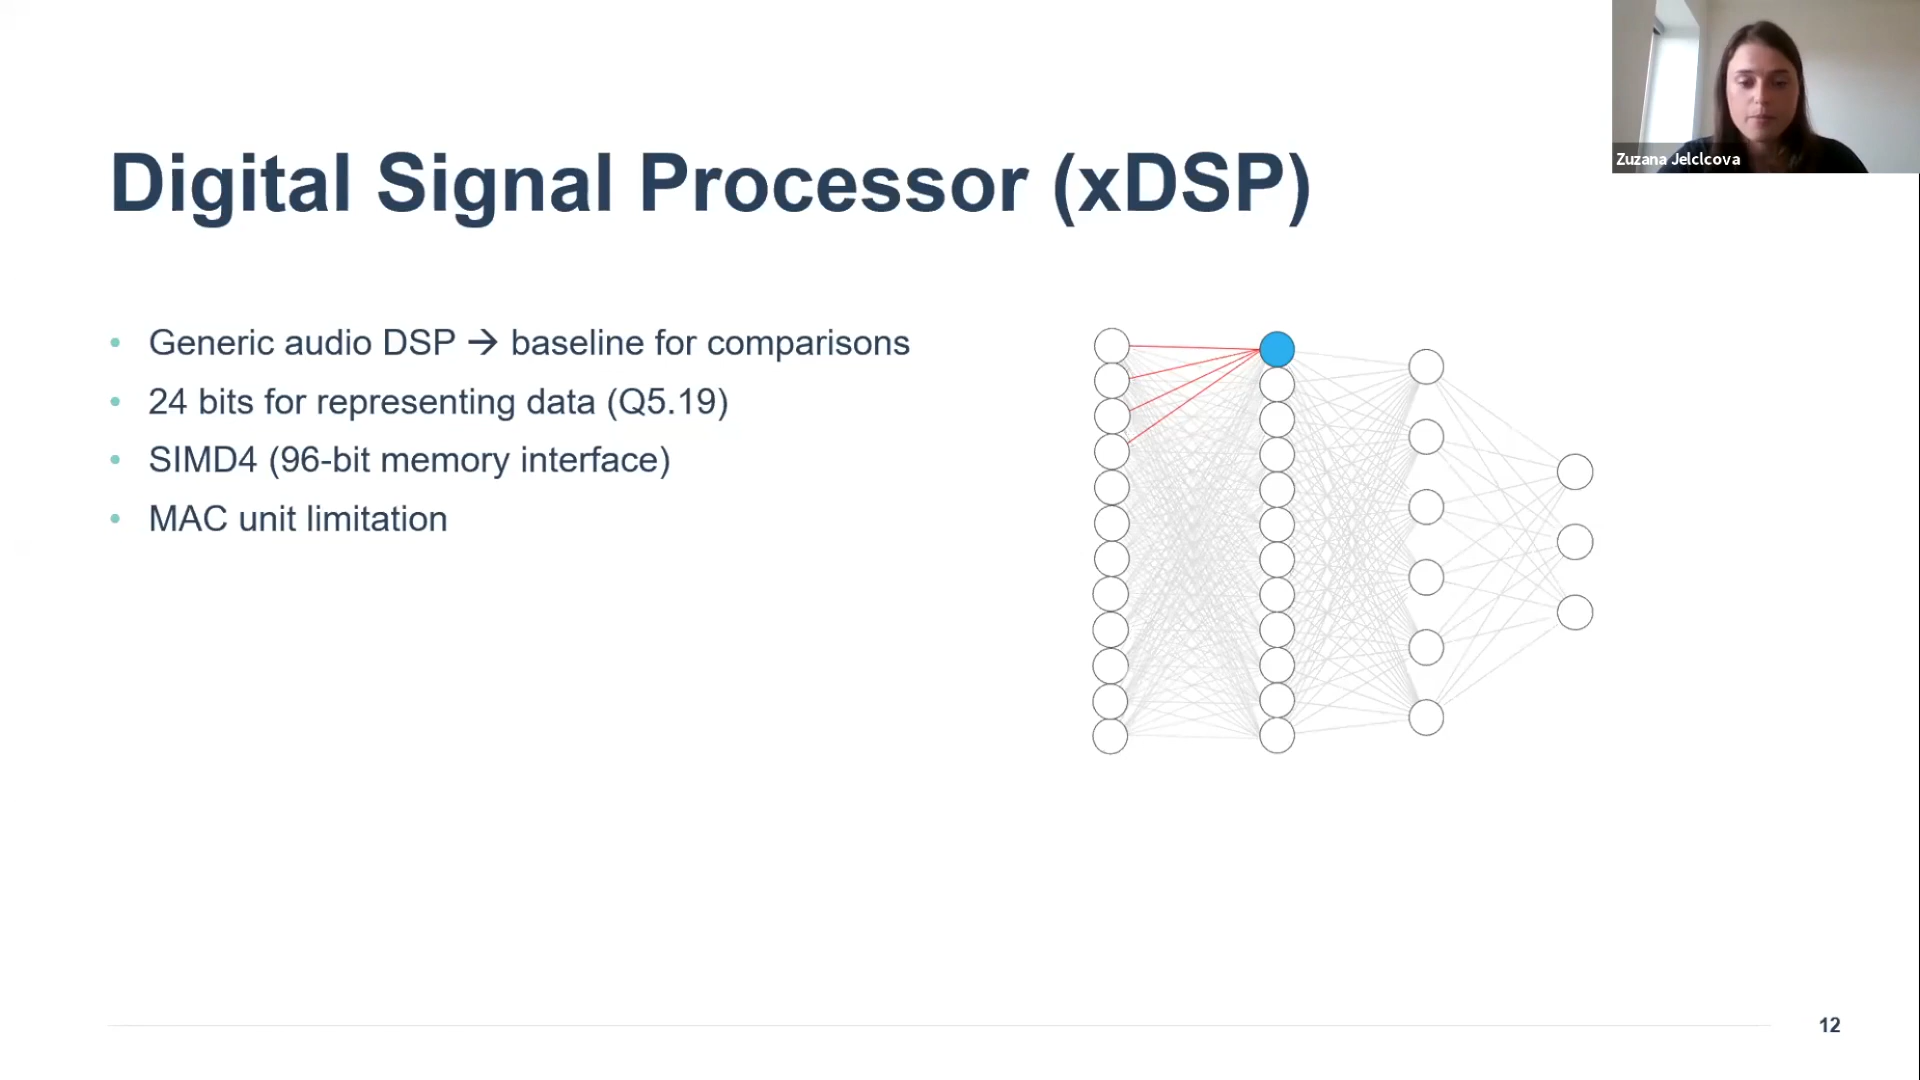 Zuzana Jelclcova
Digital Signal Processor (xDSP)
• Generic audio DSP → baseline for comparisons
• 24 bits for representing data (Q5.19)
• SIMD4 (96-bit memory interface)
• MAC unit limitation
12